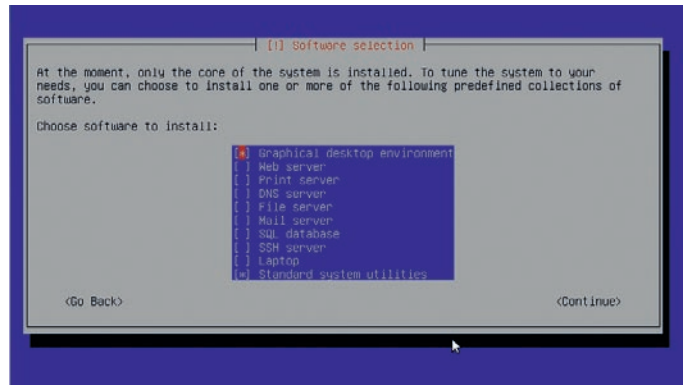 [!] Software selection
At the moment, only the core of the system is installed. To tune the system to your
needs, you can choose to install one or more of the following predefined collections of
software.
Choose software to install:
[*] Graphical desktop environment
[ ] Web server
[ ] Print server
[ ] DNS server
[ ] File server
[ ] Mail server
[ ] SQL database
[ ] SSH server
[ ] Laptop
[*] Standard system utilities
<Go Back> <Continue>